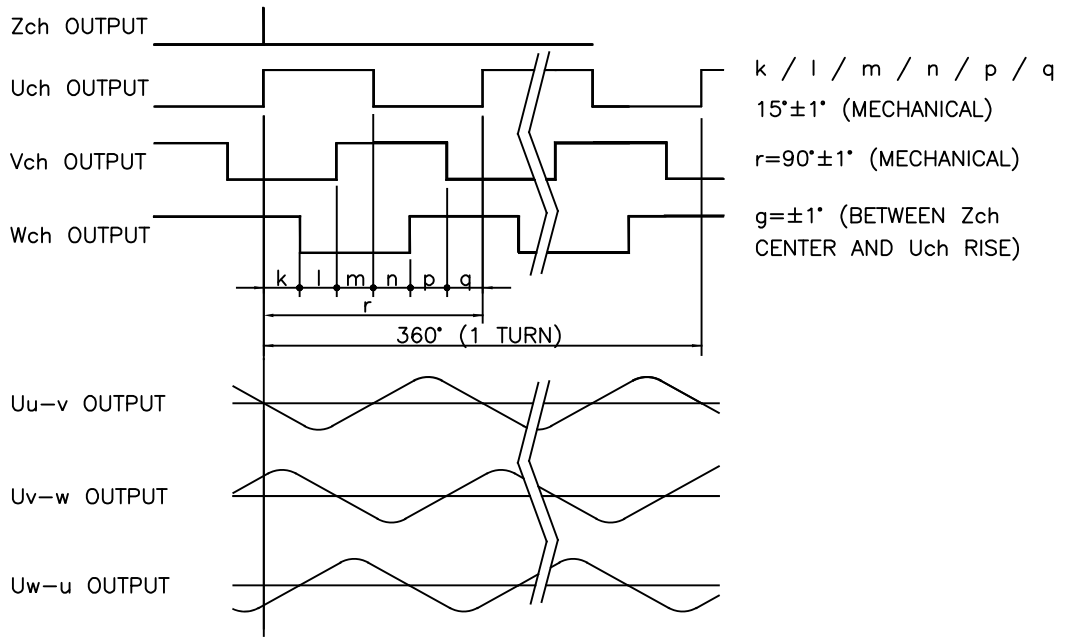 Zch OUTPUT
Uch OUTPUT
Vch OUTPUT
Wch OUTPUT
k l m n p q
r
360° (1 TURN)
Uu-v OUTPUT
Uv-w OUTPUT
Uw-u OUTPUT
k / l / m / n / p / q
15°±1° (MECHANICAL)
r=90°±1° (MECHANICAL)
g=±1° (BETWEEN Zch
CENTER AND Uch RISE)